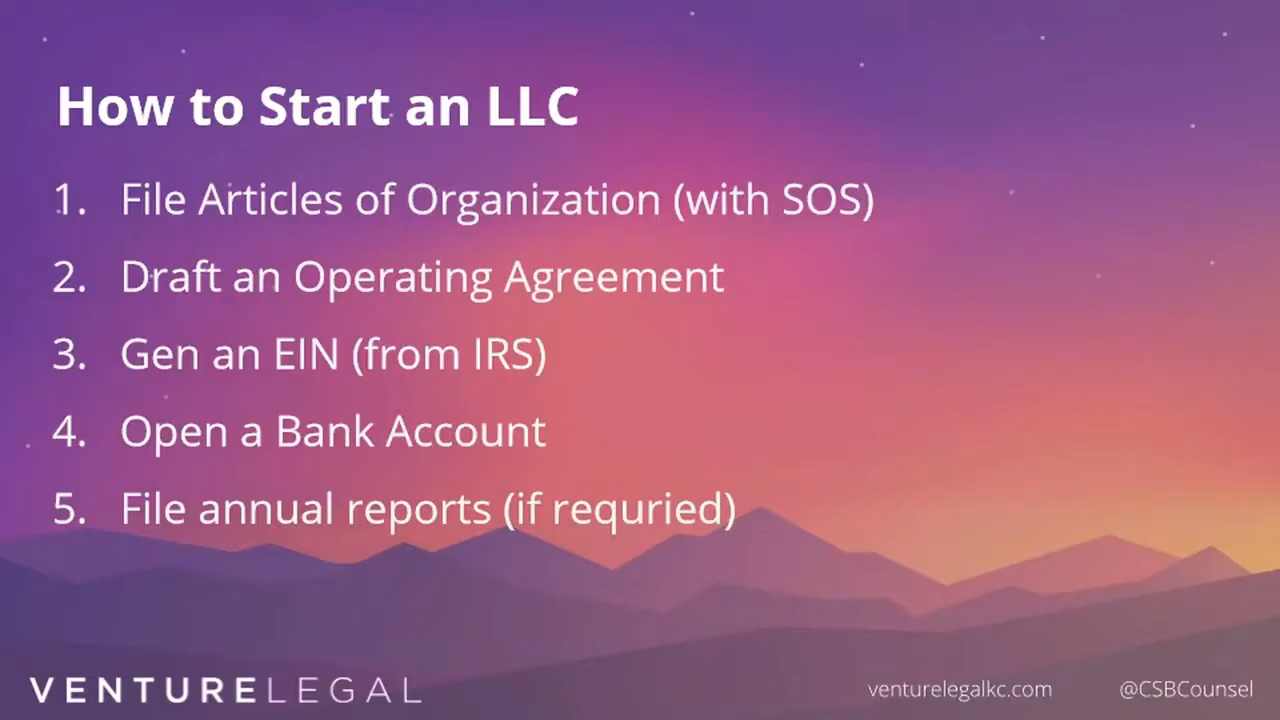 How to Start an LLC
1. File Articles of Organization (with SOS)
2. Draft an Operating Agreement
3. Gen an EIN (from IRS)
4. Open a Bank Account
5. File annual reports (if requried)
VENTURELEGAL
venturelegalkc.com
@CSBCounsel